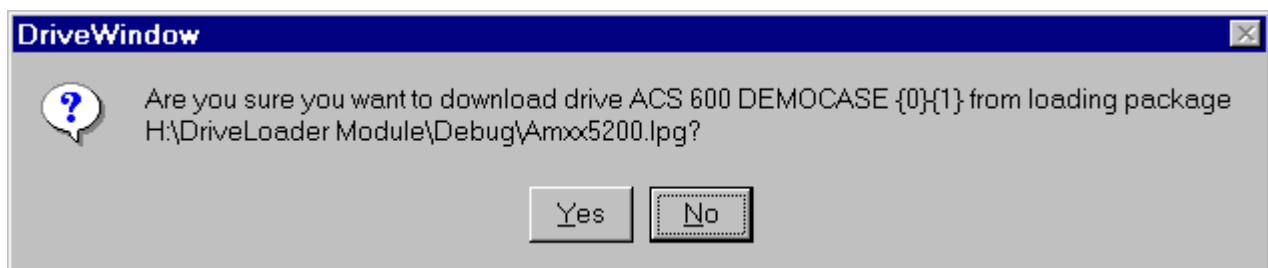 DriveWindow
Are you sure you want to download drive ACS 600 DEMOCASE {0}{1} from loading package
H:\DriveLoader Module\Debug\Amxx5200.lpg?
Yes
No